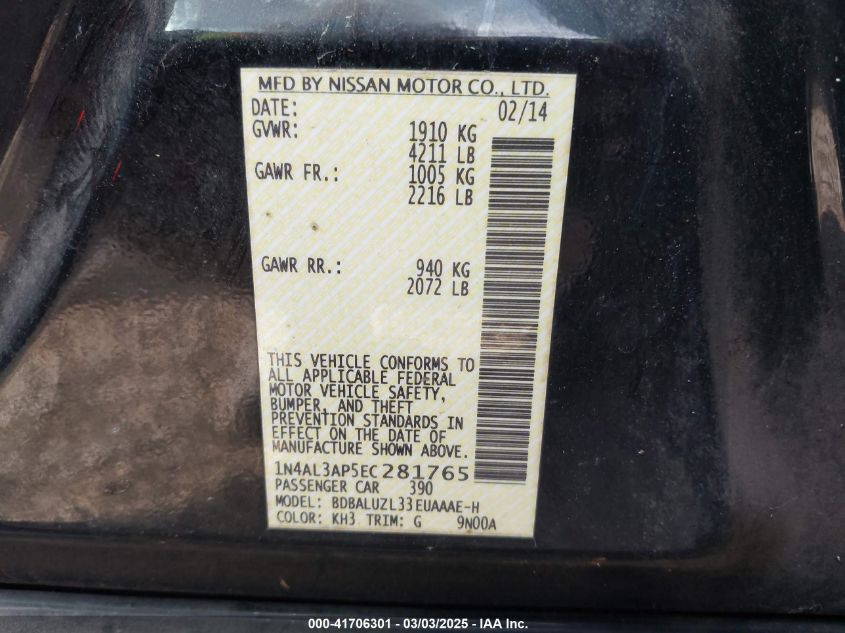 MFD BY NISSAN MOTOR CO., LTD.
DATE: 02/14
GVWR: 1910 KG
4211 LB
GAWR FR.: 1005 KG
2216 LB
GAWR RR.: 940 KG
2072 LB
THIS VEHICLE CONFORMS TO
ALL APPLICABLE FEDERAL
MOTOR VEHICLE SAFETY,
BUMPER, AND THEFT
PREVENTION STANDARDS IN
EFFECT ON THE DATE OF
MANUFACTURE SHOWN ABOVE.
1N4AL3AP5EC281765
PASSENGER CAR 390
MODEL: BDBALUZL33EUAAAE-H
COLOR: KH3 TRIM: G 9N00A
000-41706301 — 03/03/2025 — IAA Inc.